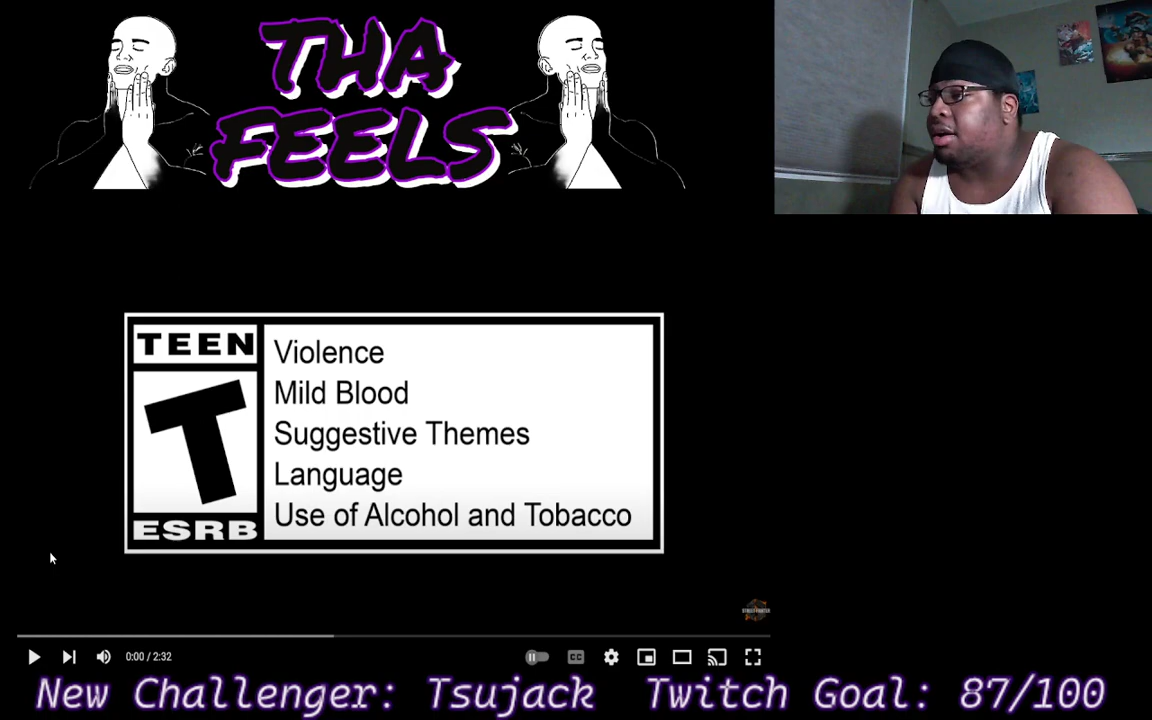 THA
FEELS
TEEN
T
ESRB
Violence
Mild Blood
Suggestive Themes
Language
Use of Alcohol and Tobacco
0:00 / 2:32
CC
New Challenger: Tsujack Twitch Goal: 87/100